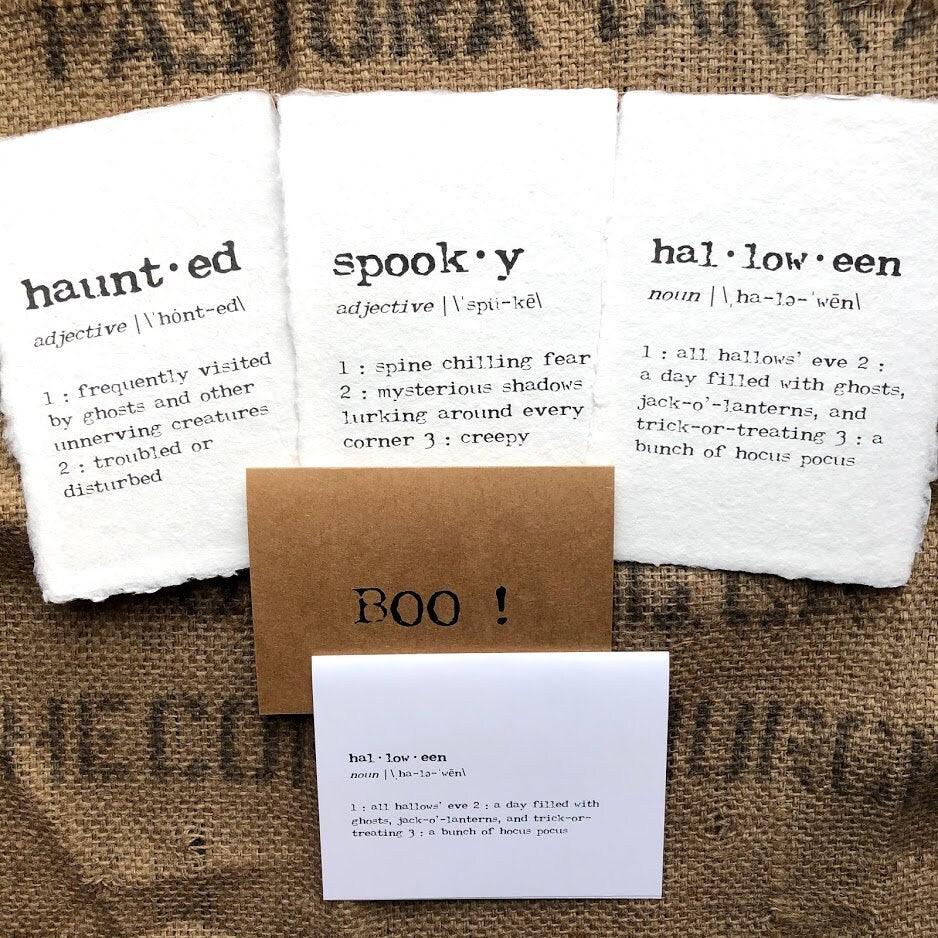 haunt·ed
adjective |\ˈhȯnt-ed\
1 : frequently visited
by ghosts and other
unnerving creatures
2 : troubled or
disturbed
spook·y
adjective |\ˈspü-kē\
1 : spine chilling fear
2 : mysterious shadows
lurking around every
corner 3 : creepy
hal·low·een
noun |\ˌha-lə-ˈwēn\
1 : all hallows' eve 2 :
a day filled with ghosts,
jack-o'-lanterns, and
trick-or-treating 3 : a
bunch of hocus pocus
BOO !
hal·low·een
noun |\ˌha-lə-ˈwēn\
1 : all hallows' eve 2 : a day filled with
ghosts, jack-o'-lanterns, and trick-or-
treating 3 : a bunch of hocus pocus